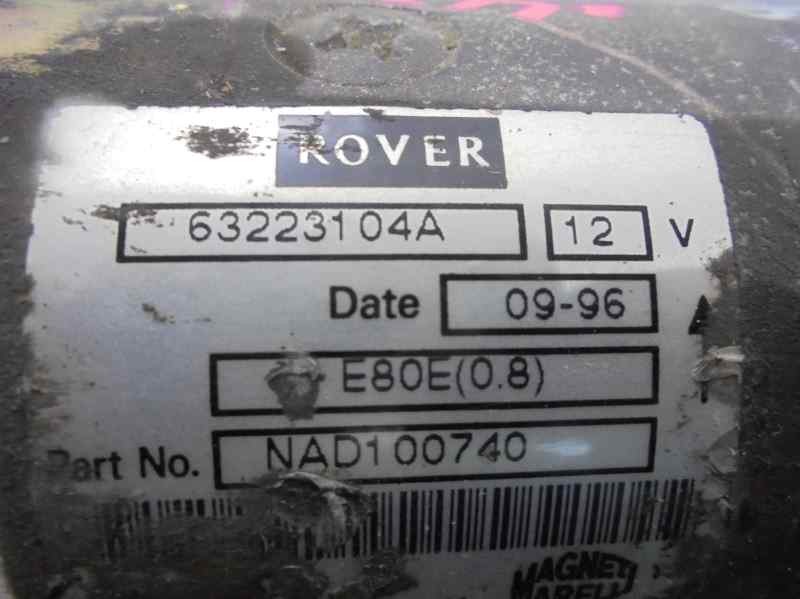 ROVER
63223104A 12 V
Date 09-96
E80E(0.8)
Part No. NAD100740
MAGNETI
MARELLI